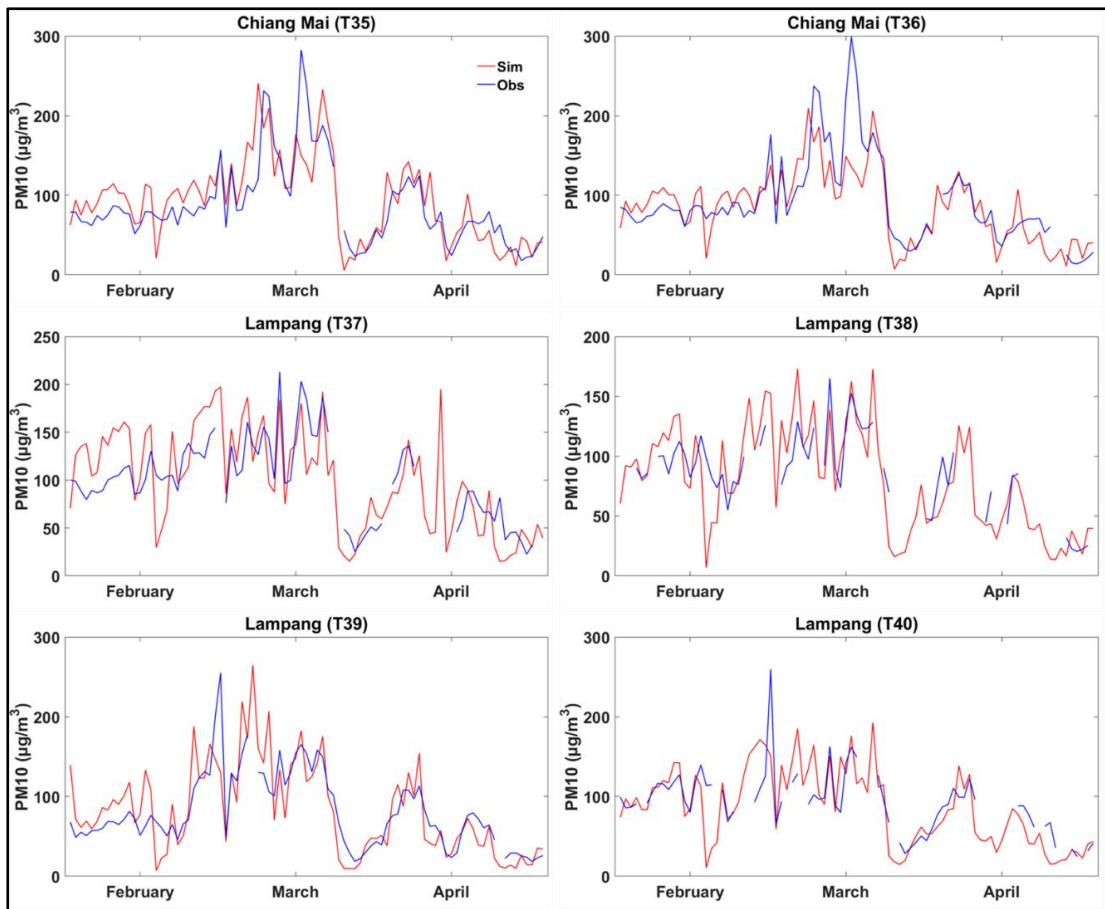 Chiang Mai (T35)
300
200
100
0
PM10 (µg/m³)
Sim
Obs
February March April
Chiang Mai (T36)
300
200
100
0
PM10 (µg/m³)
February March April
Lampang (T37)
250
200
150
100
50
0
PM10 (µg/m³)
February March April
Lampang (T38)
200
150
100
50
0
PM10 (µg/m³)
February March April
Lampang (T39)
300
200
100
0
PM10 (µg/m³)
February March April
Lampang (T40)
300
200
100
0
PM10 (µg/m³)
February March April